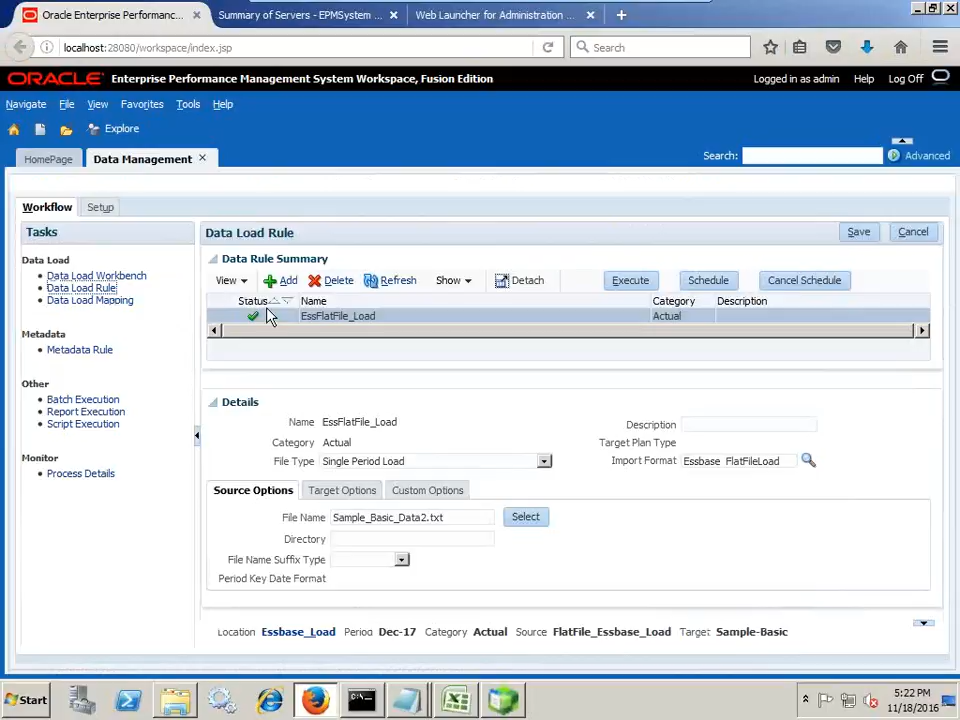 Oracle Enterprise Performanc...
Summary of Servers - EPMSystem ...
Web Launcher for Administration ...
localhost:28080/workspace/index.jsp
Search
ORACLE Enterprise Performance Management System Workspace, Fusion Edition
Logged in as admin Help Log Off
Navigate File View Favorites Tools Help
Explore
HomePage Data Management
Search: Advanced
Workflow Setup
Tasks
Data Load
Data Load Workbench
Data Load Rule
Data Load Mapping
Metadata
Metadata Rule
Other
Batch Execution
Report Execution
Script Execution
Monitor
Process Details
Data Load Rule
Save Cancel
Data Rule Summary
View Add Delete Refresh Show Detach Execute Schedule Cancel Schedule
Status Name Category Description
EssFlatFile_Load Actual
Details
Name EssFlatFile_Load
Category Actual
File Type Single Period Load
Description
Target Plan Type
Import Format Essbase FlatFileLoad
Source Options Target Options Custom Options
File Name Sample_Basic_Data2.txt Select
Directory
File Name Suffix Type
Period Key Date Format
Location Essbase_Load Period Dec-17 Category Actual Source FlatFile_Essbase_Load Target Sample-Basic
Start
5:22 PM
11/18/2016